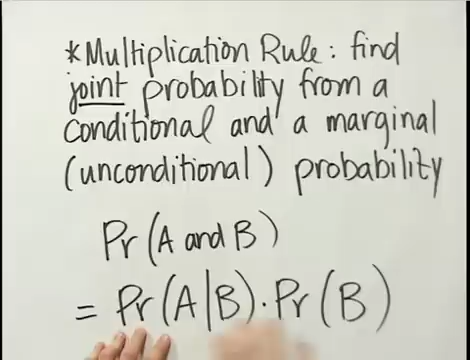 *Multiplication Rule: find
joint probability from a
conditional and a marginal
(unconditional) probability
Pr(A and B)
= Pr(A|B)·Pr(B)